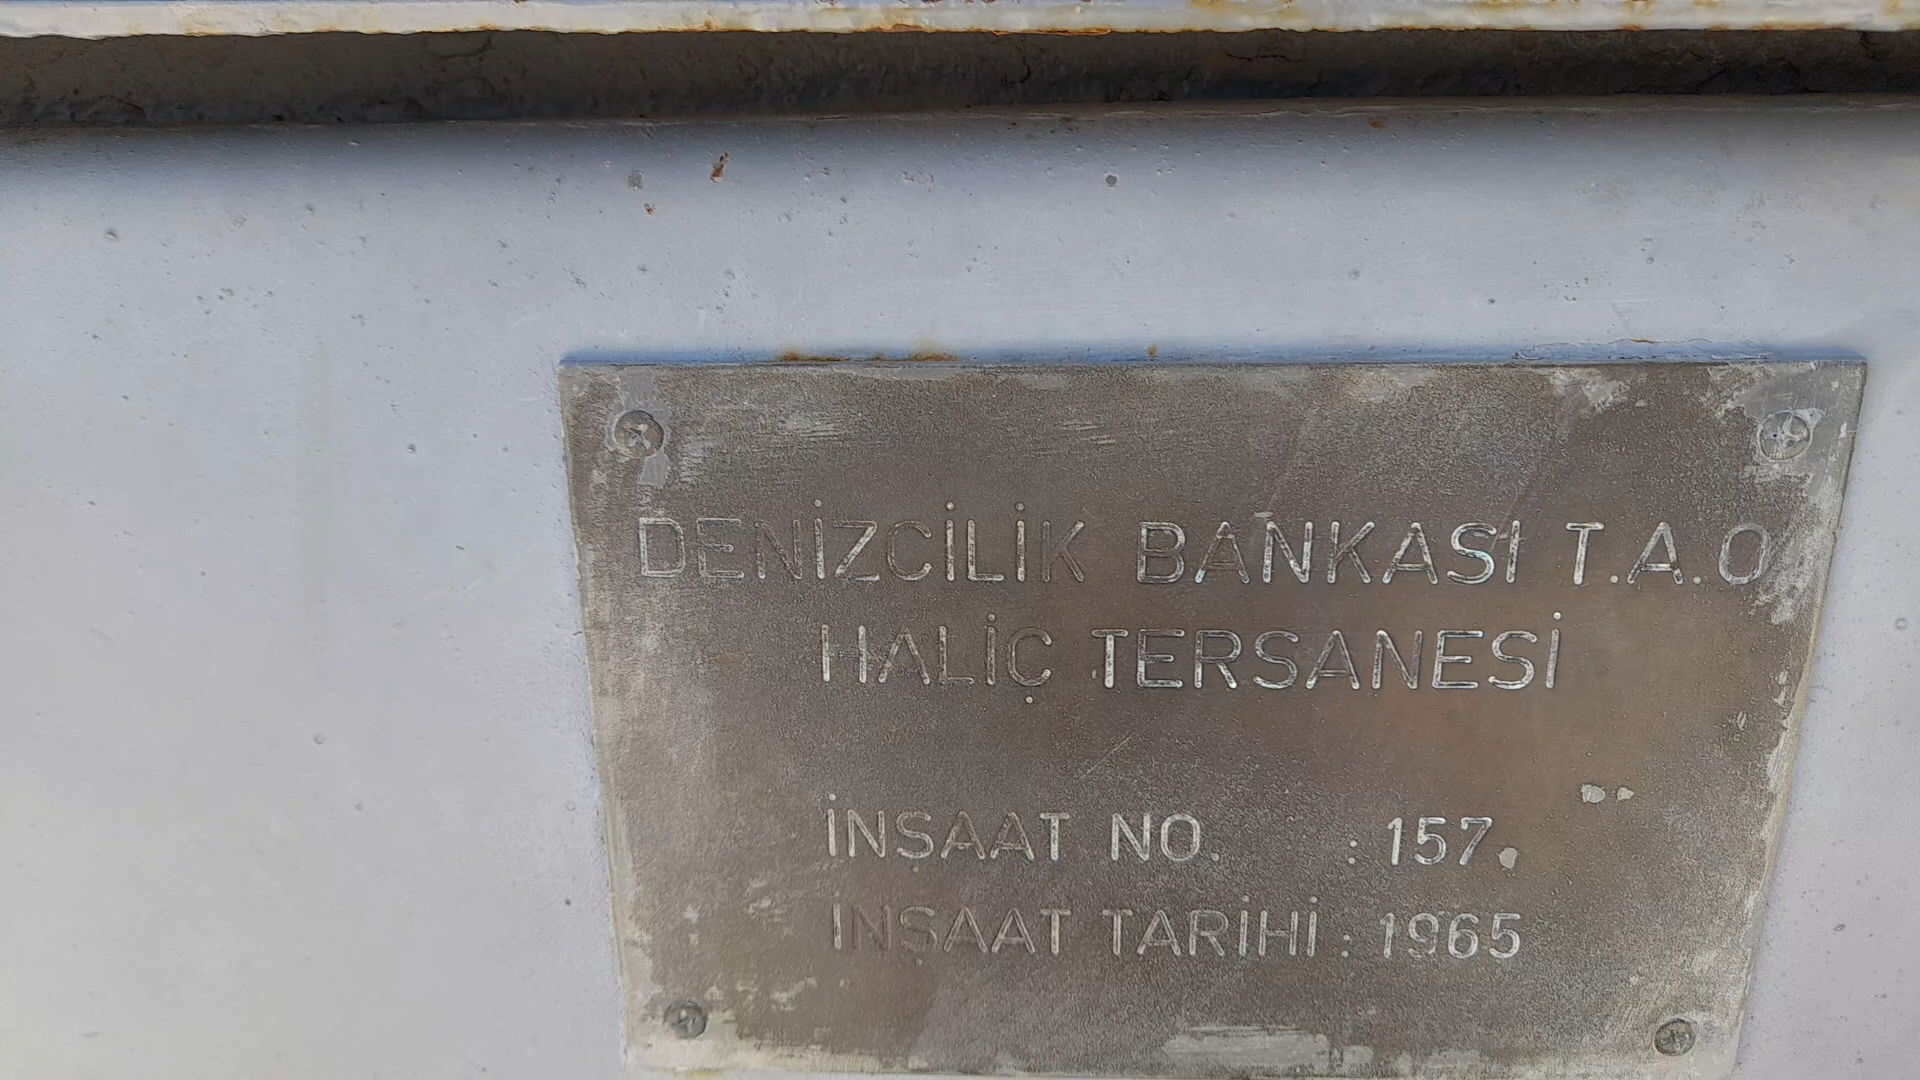 DENİZCİLİK BANKASI T.A.O
HALİÇ TERSANESİ
İNŞAAT NO. : 157.
İNŞAAT TARİHİ : 1965